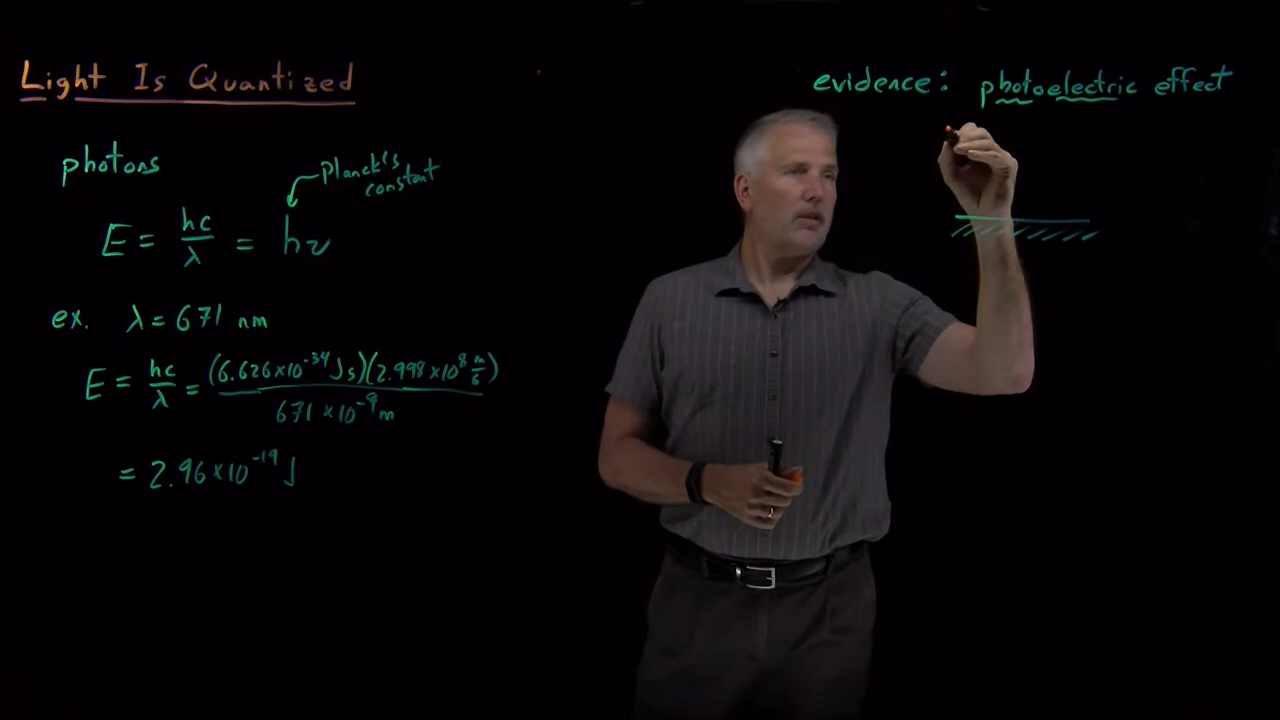 Light Is Quantized
photons
Planck's
constant
E = hc/λ = hν
ex. λ = 671 nm
E = hc/λ = (6.626×10⁻³⁴ J s)(2.998×10⁸ m/s)/671×10⁻⁹ m
= 2.96×10⁻¹⁹ J
evidence: photoelectric effect